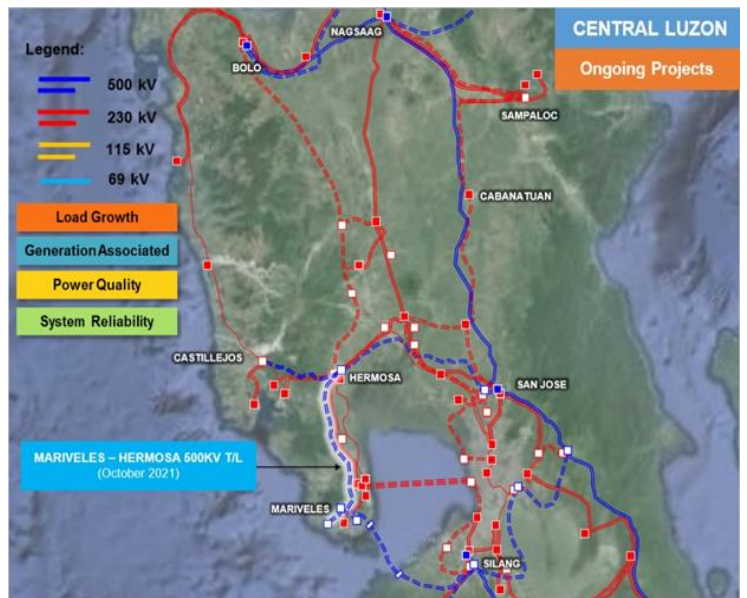 CENTRAL LUZON
Ongoing Projects
Legend:
500 kV
230 kV
115 kV
69 kV
Load Growth
Generation Associated
Power Quality
System Reliability
NAGSAAG
BOLO
SAMPALOC
CABANATUAN
CASTILLEJOS
HERMOSA
SAN JOSE
MARIVELES – HERMOSA 500KV T/L
(October 2021)
MARIVELES
SILANG